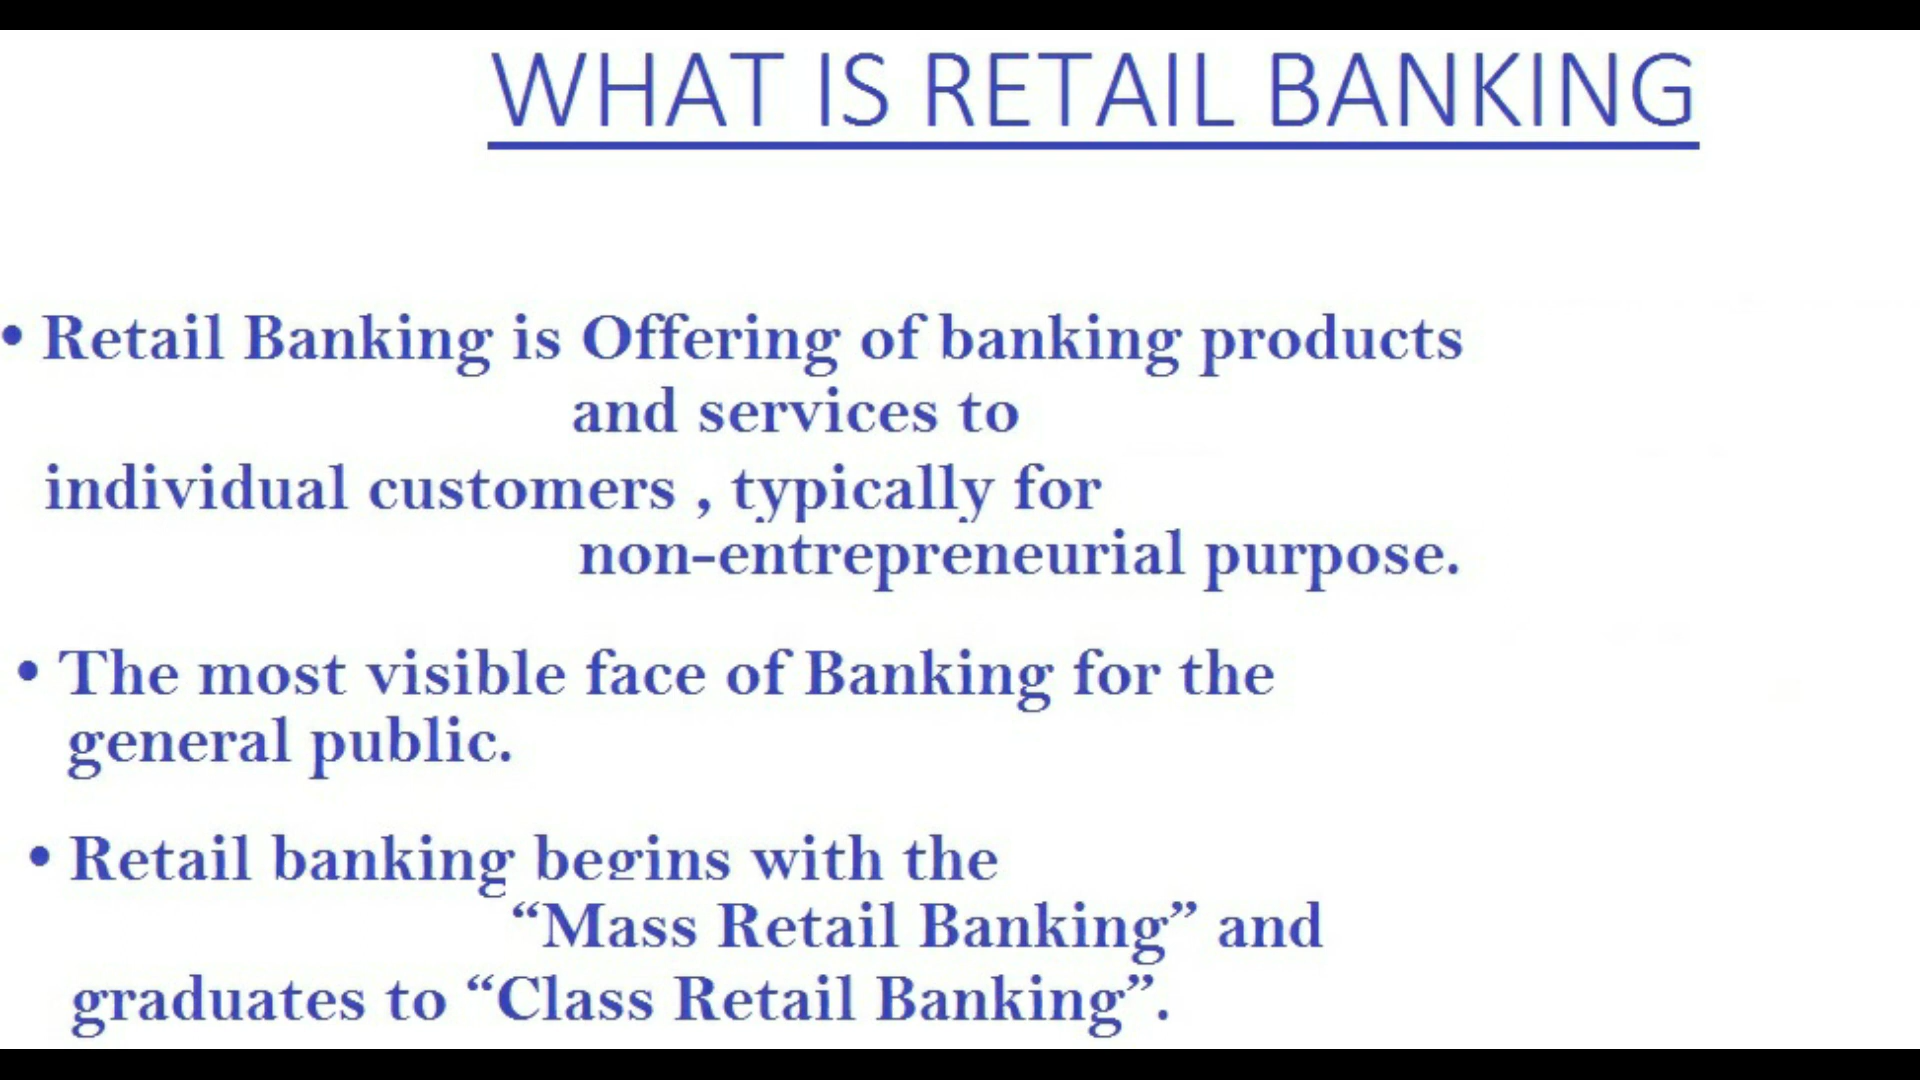 WHAT IS RETAIL BANKING
• Retail Banking is Offering of banking products
and services to
individual customers , typically for
non-entrepreneurial purpose.
• The most visible face of Banking for the
general public.
• Retail banking begins with the
“Mass Retail Banking” and
graduates to “Class Retail Banking”.